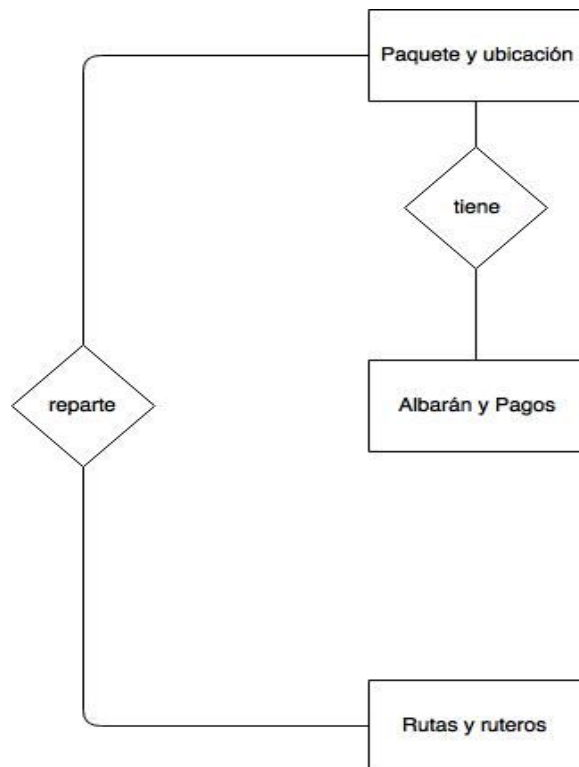 Paquete y ubicación
tiene
reparte
Albarán y Pagos
Rutas y ruteros